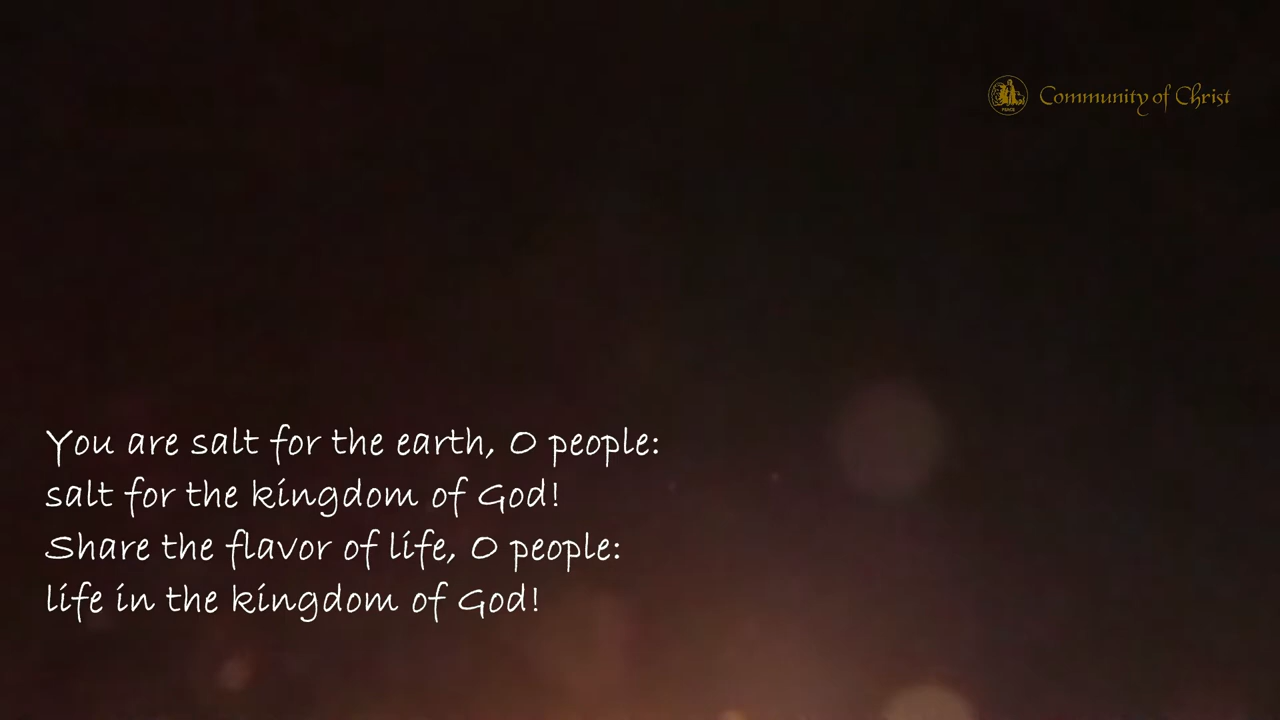 Community of Christ
You are salt for the earth, O people:
salt for the kingdom of God!
Share the flavor of life, O people:
life in the kingdom of God!